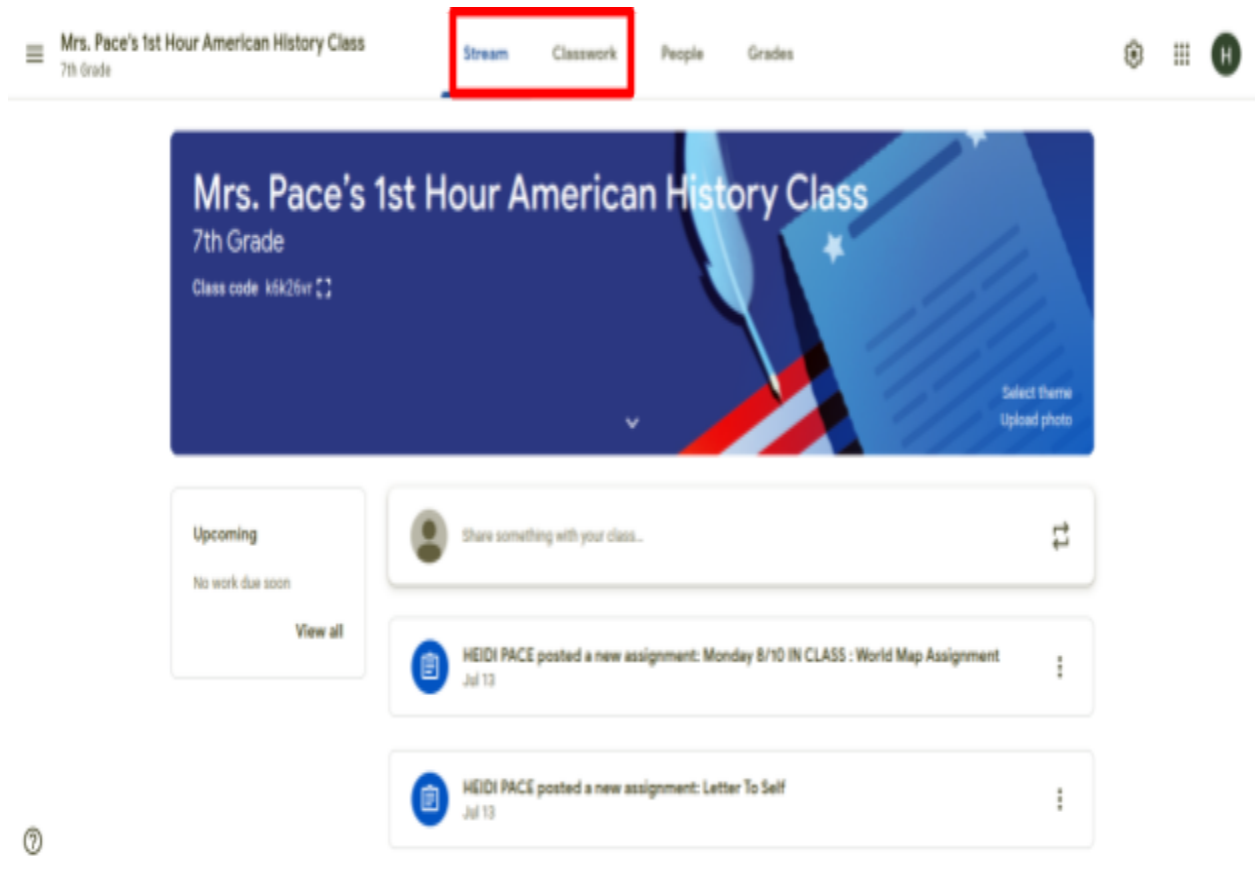 Mrs. Pace's 1st Hour American History Class
7th Grade
Stream Classwork People Grades
H
Mrs. Pace's 1st Hour American History Class
7th Grade
Class code k6k26vr
Select theme
Upload photo
Upcoming
No work due soon
View all
Share something with your class...
HEIDI PACE posted a new assignment: Monday 8/10 IN CLASS : World Map Assignment
Jul 13
HEIDI PACE posted a new assignment: Letter To Self
Jul 13